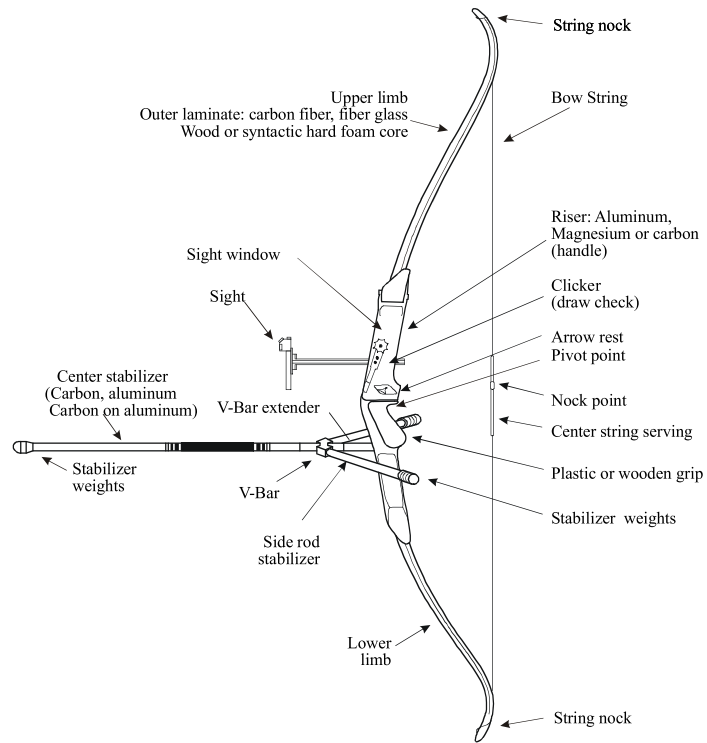 String nock
Upper limb
Outer laminate: carbon fiber, fiber glass
Wood or syntactic hard foam core
Bow String
Riser: Aluminum,
Magnesium or carbon
(handle)
Sight window
Clicker
(draw check)
Sight
Arrow rest
Pivot point
Center stabilizer
(Carbon, aluminum
Carbon on aluminum)
V-Bar extender
Nock point
Center string serving
Stabilizer
weights
Plastic or wooden grip
V-Bar
Stabilizer weights
Side rod
stabilizer
Lower
limb
String nock